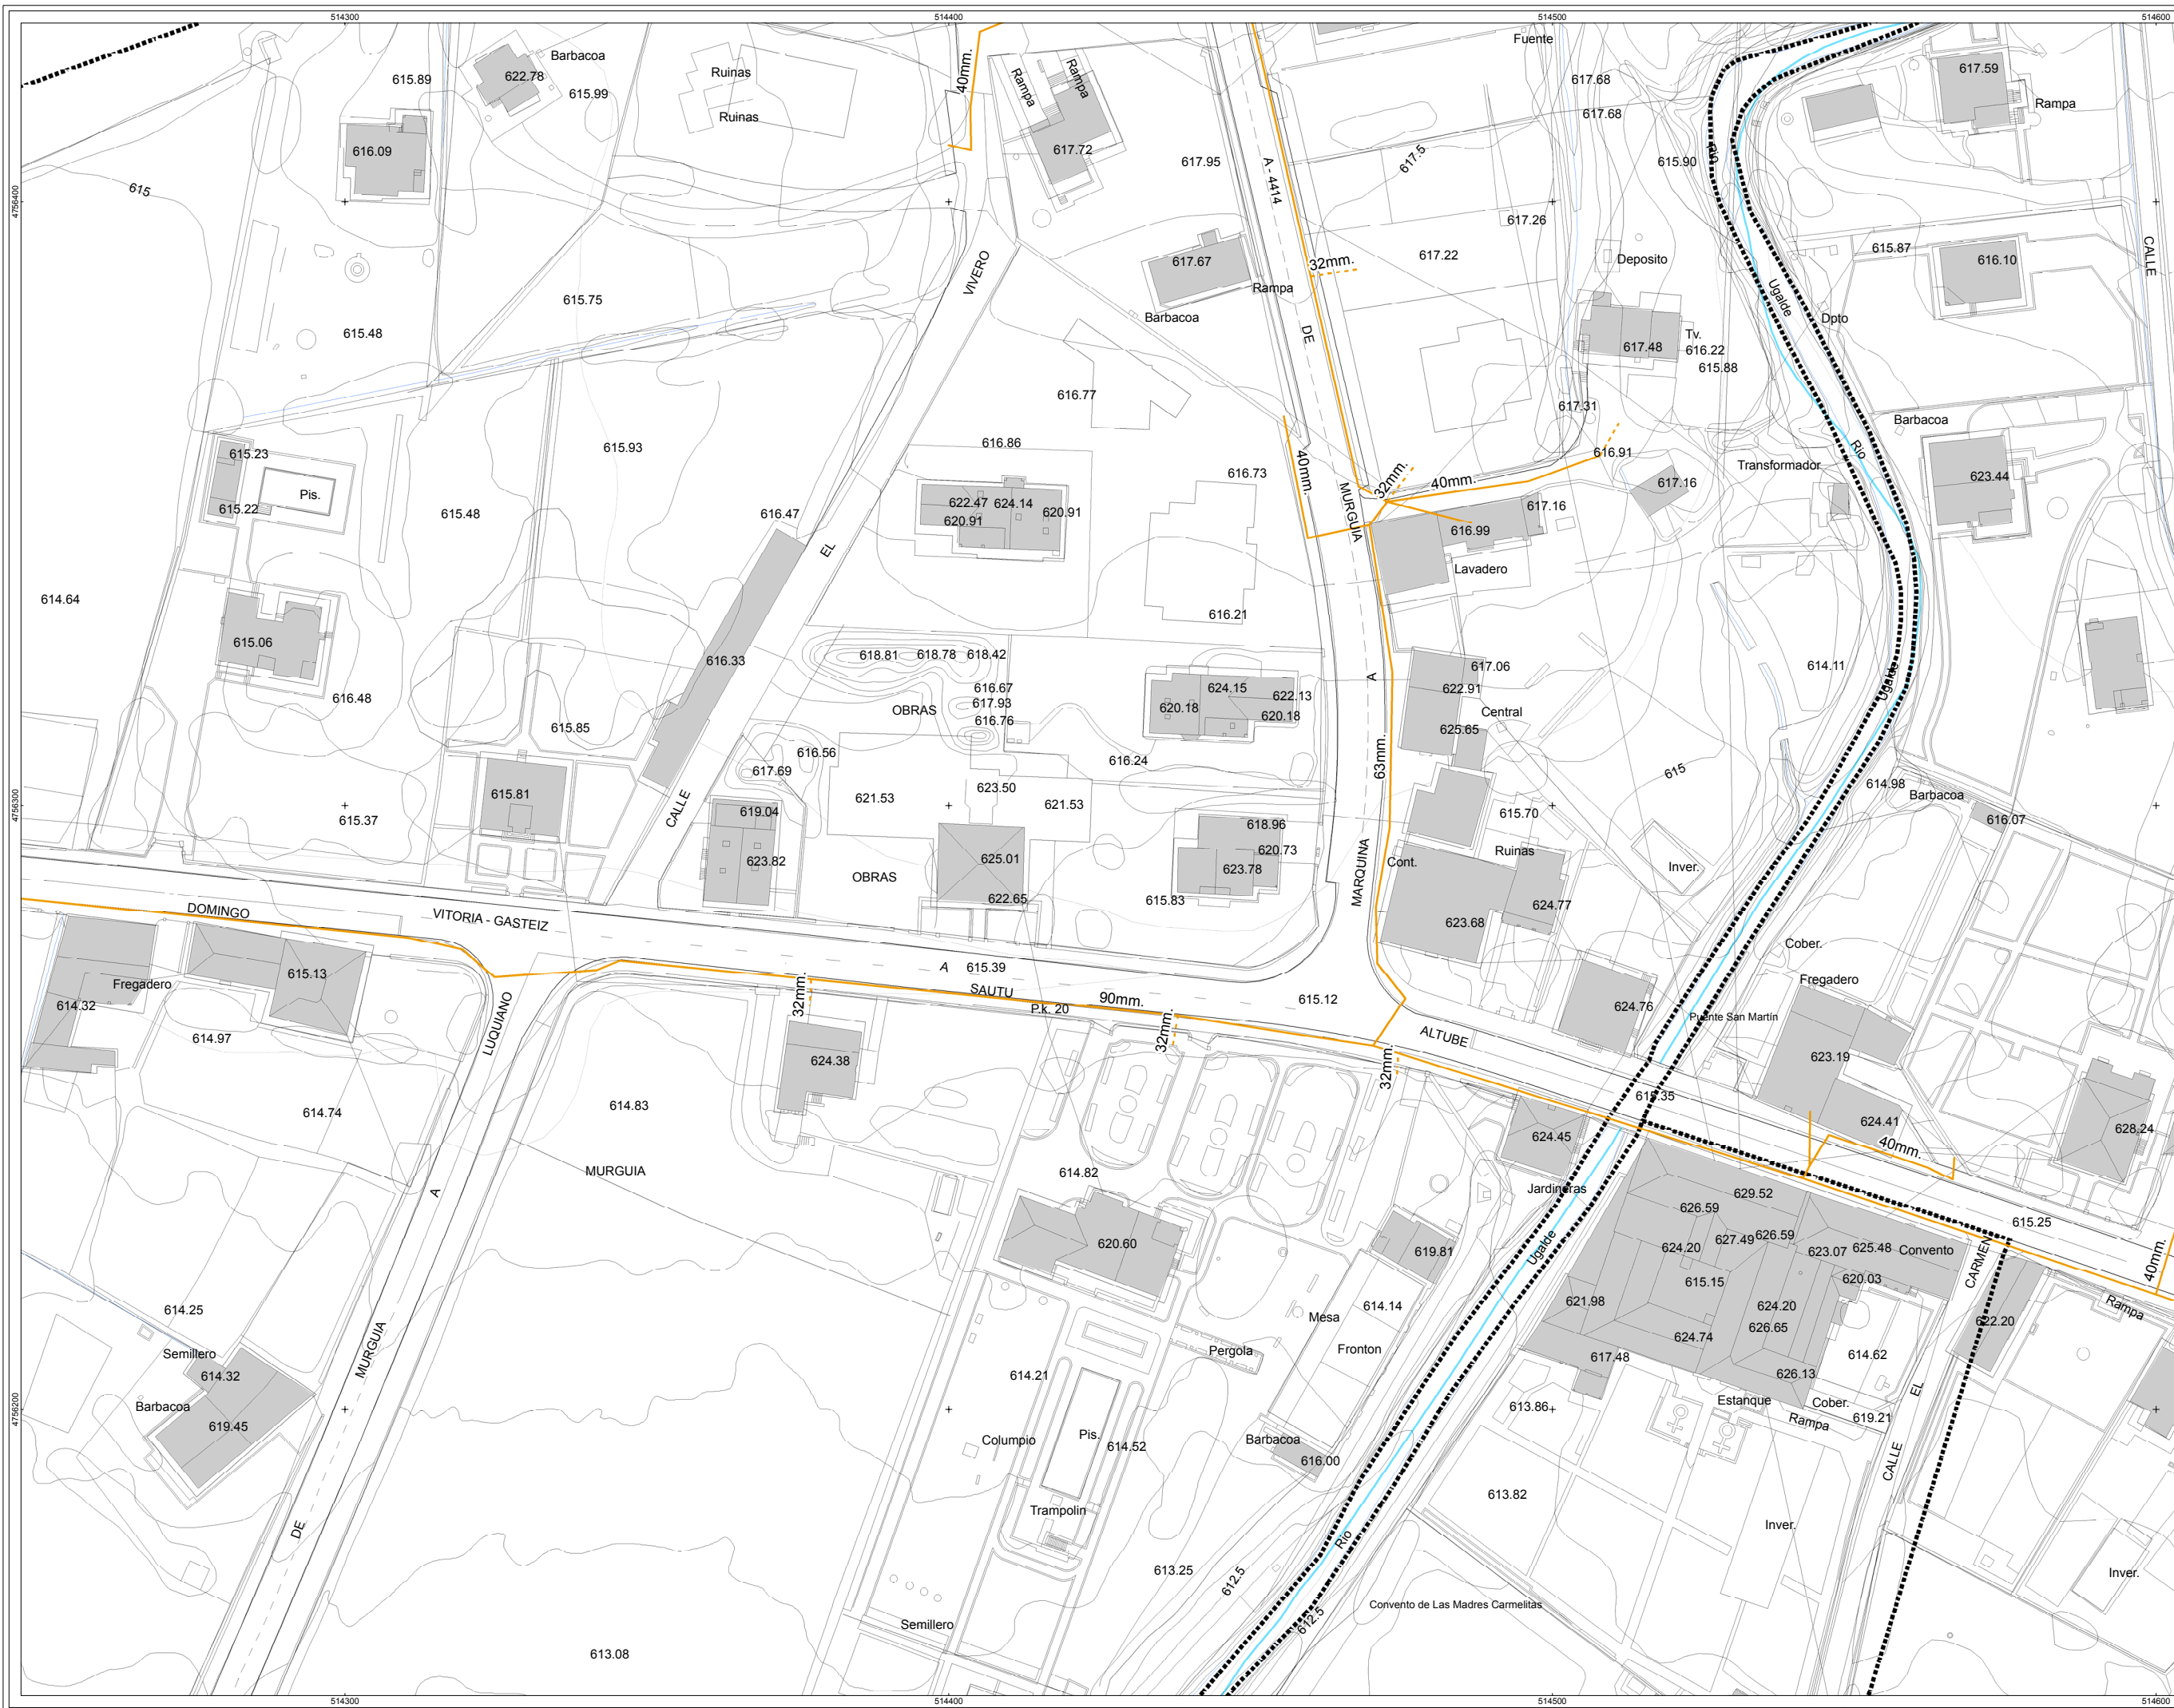 514300
514400
514500
514600
4756400
4756300
4756200
615.89
622.78
Barbacoa
615.99
Ruinas
Ruinas
40mm.
Rampa
Rampa
617.72
Fuente
617.68
617.68
617.59
Rampa
616.09
615
617.95
A - 4414
617.5
615.90
Rio
617.26
617.22
615.87
616.10
CALLE
617.67
Rampa
32mm.
Deposito
Ugalde
Dpto
VIVERO
615.75
615.48
Barbacoa
DE
617.48
Tv.
616.22
615.88
616.77
617.31
Barbacoa
615.93
616.86
616.91
Rio
615.23
Pis.
615.22
615.48
616.47
622.47
624.14
620.91
620.91
616.73
40mm.
32mm.
40mm.
Transformador
617.16
623.44
MURGUIA
617.16
616.99
Lavadero
EL
614.64
615.06
616.21
616.33
618.81
618.78
618.42
616.48
616.67
617.93
616.76
OBRAS
624.15
622.13
620.18
620.18
A
617.06
622.91
Central
625.65
614.11
Ugalde
615.85
616.56
617.69
616.24
63mm.
615
614.98
Barbacoa
615.81
615.37
CALLE
619.04
623.82
621.53
623.50
621.53
625.01
622.65
OBRAS
618.96
620.73
623.78
615.83
615.70
Ruinas
616.07
Cont.
Inver.
MARQUINA
624.77
623.68
DOMINGO
VITORIA - GASTEIZ
A
615.39
SAUTU
P.k. 20
90mm.
615.12
Cober.
Fregadero
Fregadero
615.13
614.32
614.97
LUQUIANO
32mm.
32mm.
32mm.
ALTUBE
624.76
Puente San Martín
623.19
624.38
614.83
614.74
624.41
628.24
40mm.
624.45
MURGUIA
A
614.82
Jardineras
629.52
626.59
627.49
626.59
624.20
623.07
625.48
Convento
615.25
CARMEN
40mm.
620.60
619.81
Ugalde
615.15
620.03
621.98
624.20
626.65
624.74
614.25
Semillero
614.32
MURGUIA
Mesa
614.14
Fronton
Pergola
617.48
626.13
614.62
622.20
Rampa
614.21
Barbacoa
619.45
613.86
Estanque
Cober.
Rampa
619.21
EL
Columpio
Pis.
614.52
Barbacoa
616.00
CALLE
DE
Trampolin
613.82
Inver.
Rio
613.25
612.5
612.5
Inver.
Convento de Las Madres Carmelitas
Semillero
613.08
514300
514400
514500
514600